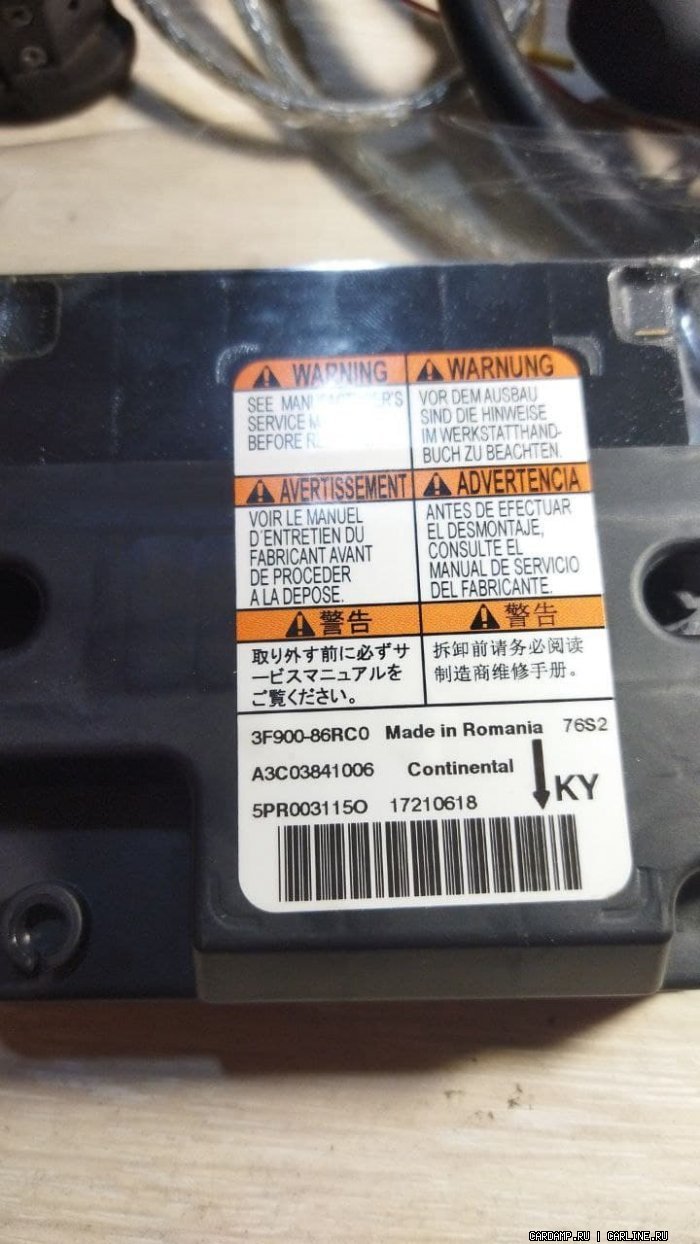 WARNING
SEE MANUFACTURER'S
SERVICE M
BEFORE R
WARNUNG
VOR DEM AUSBAU
SIND DIE HINWEISE
IM WERKSTATTHAND-
BUCH ZU BEACHTEN.
AVERTISSEMENT
VOIR LE MANUEL
D'ENTRETIEN DU
FABRICANT AVANT
DE PROCEDER
A LA DEPOSE.
ADVERTENCIA
ANTES DE EFECTUAR
EL DESMONTAJE,
CONSULTE EL
MANUAL DE SERVICIO
DEL FABRICANTE.
警告
取り外す前に必ずサ
ービスマニュアルを
ご覧ください。
警告
拆卸前请务必阅读
制造商维修手册。
3F900-86RC0 Made in Romania 76S2
A3C03841006 Continental
KY
5PR003115O 17210618
CARDAMP.RU | CARLINE.RU